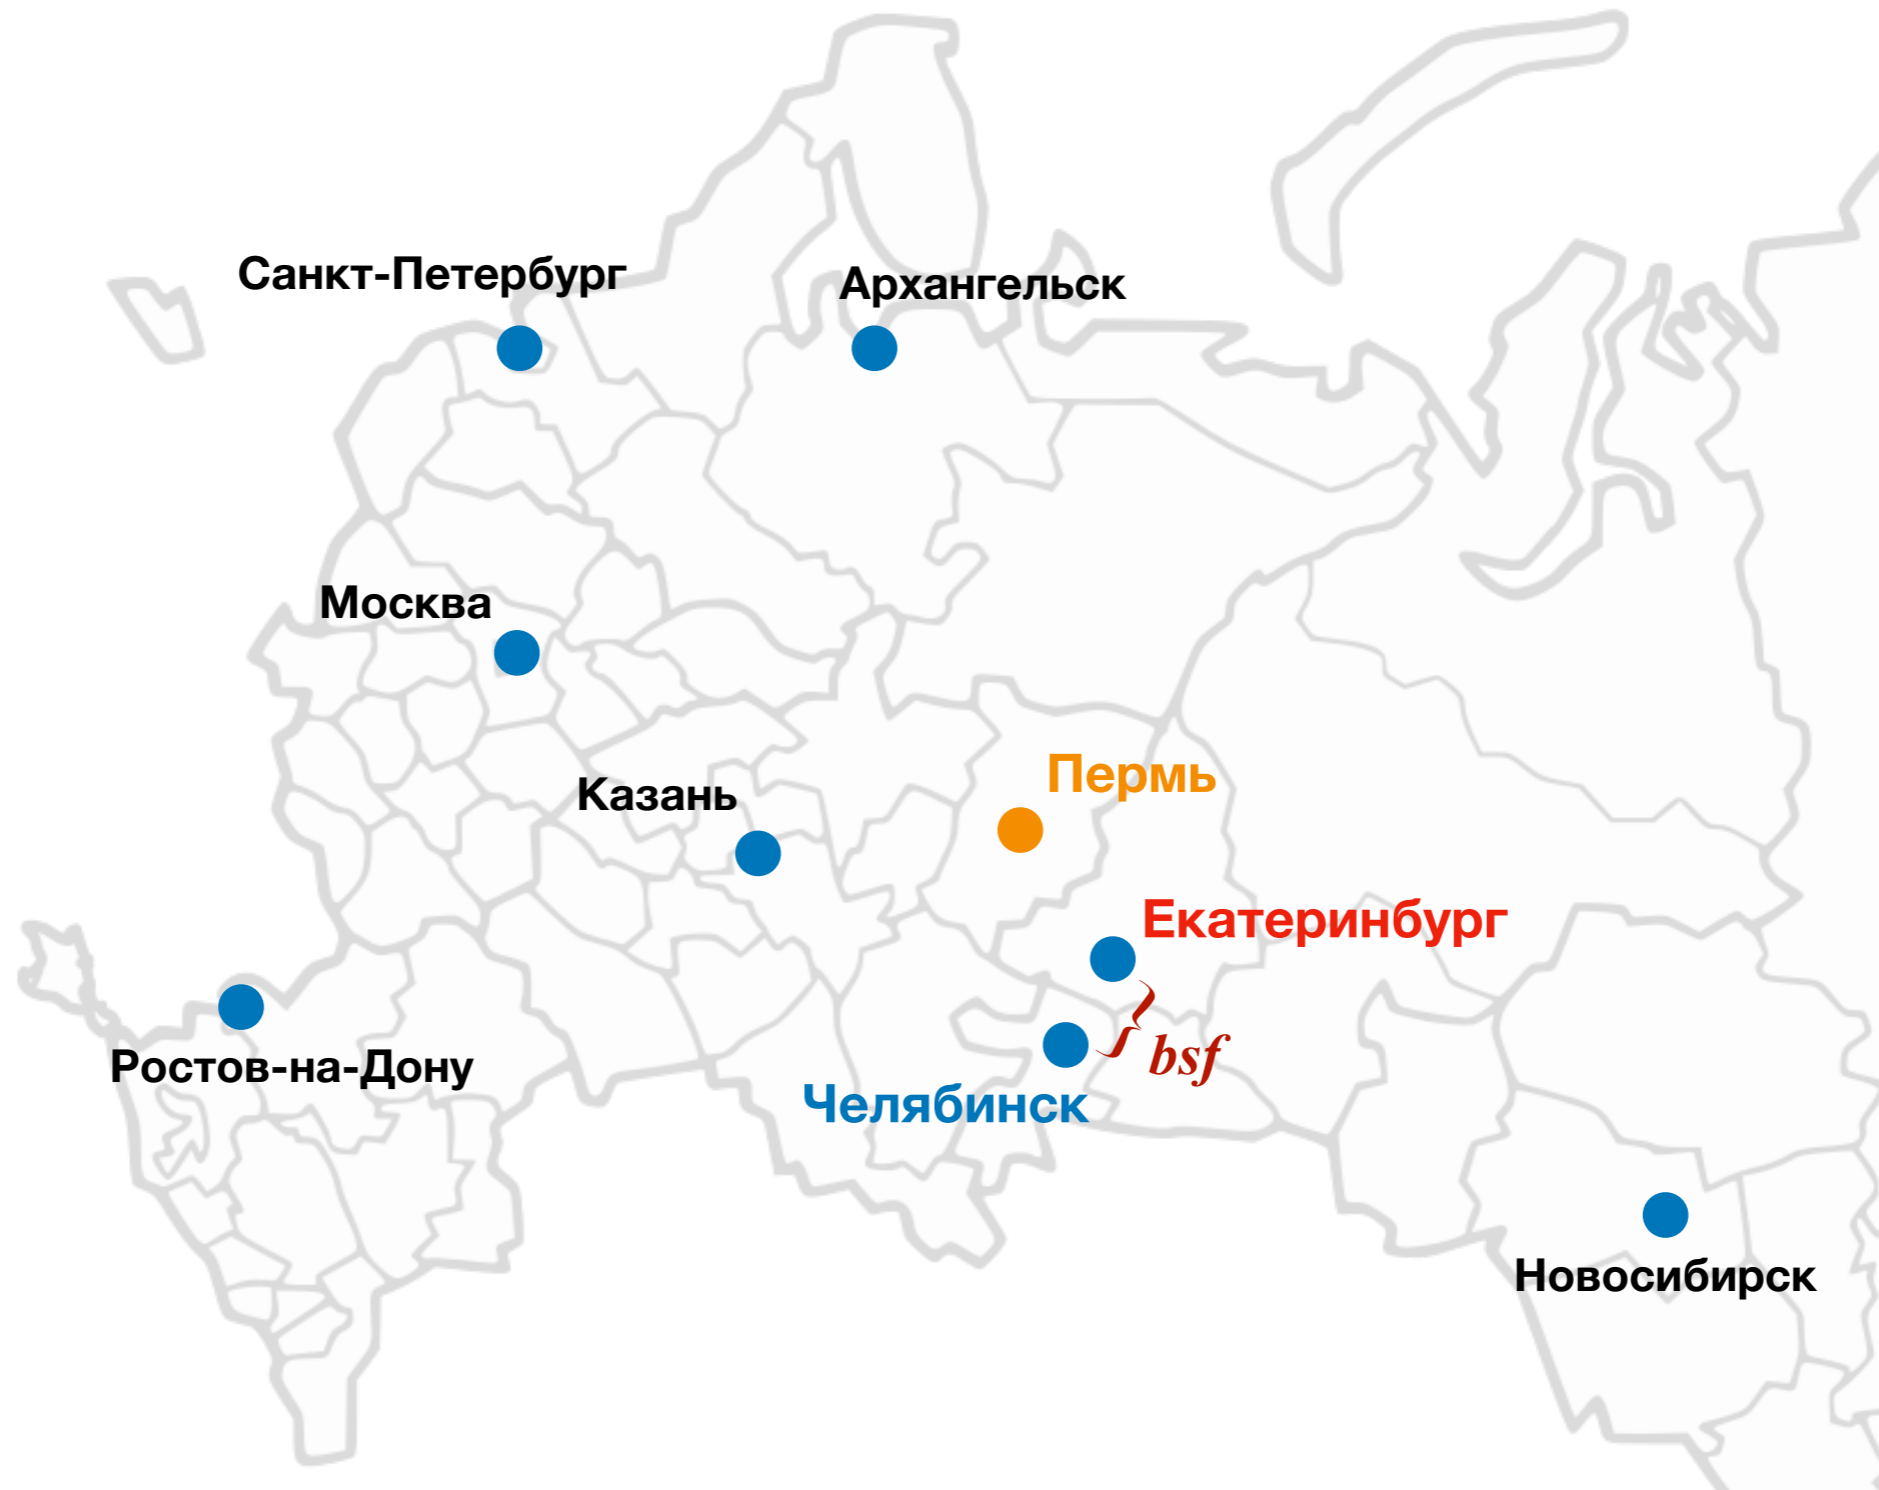 Санкт-Петербург
Архангельск
Москва
Пермь
Казань
Екатеринбург
bsf
Ростов-на-Дону
Челябинск
Новосибирск